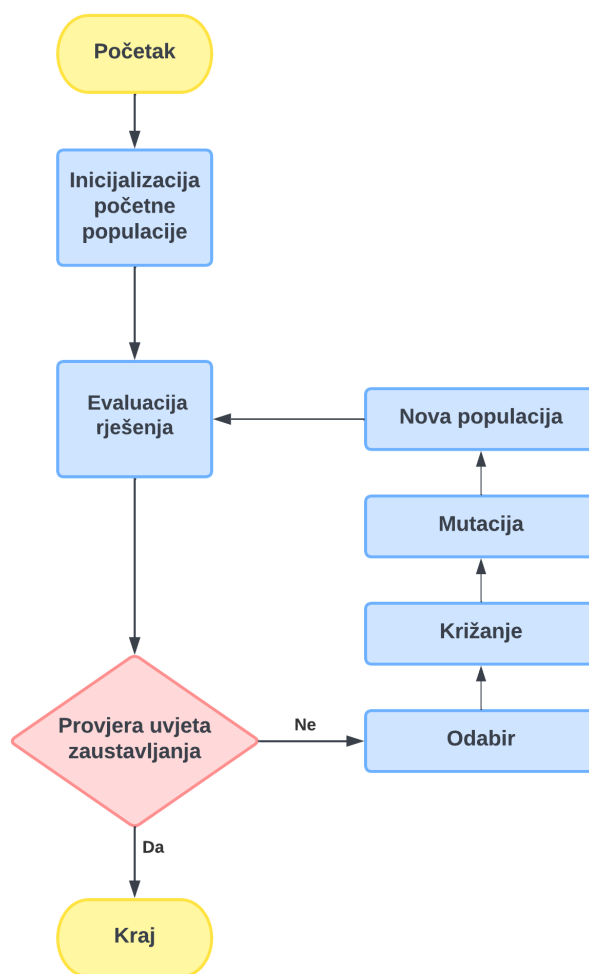 Početak
Inicijalizacija
početne
populacije
Evaluacija
rješenja
Nova populacija
Mutacija
Križanje
Odabir
Provjera uvjeta
zaustavljanja
Ne
Da
Kraj